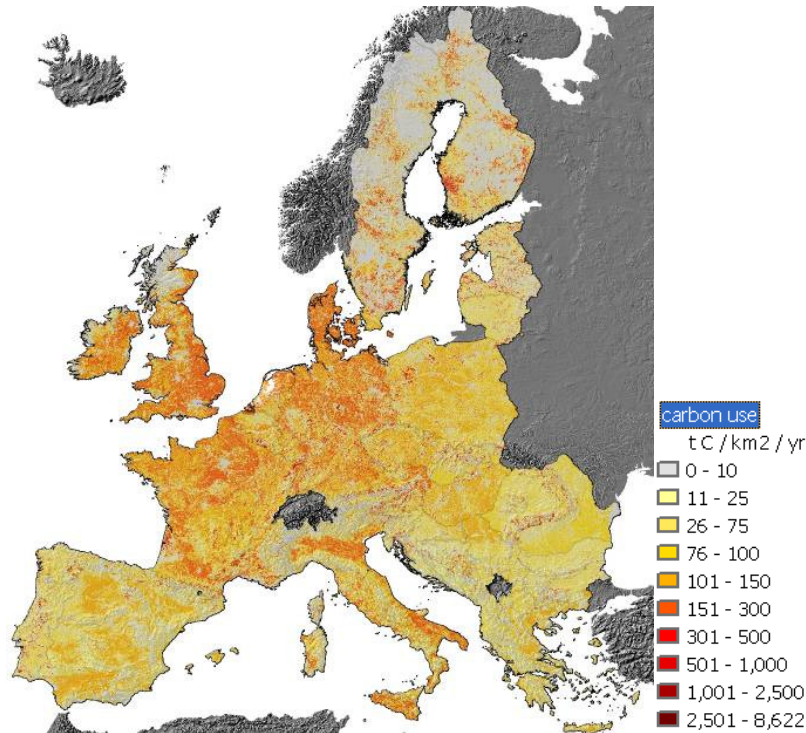 carbon use
t C / km2 / yr
0 - 10
11 - 25
26 - 75
76 - 100
101 - 150
151 - 300
301 - 500
501 - 1,000
1,001 - 2,500
2,501 - 8,622